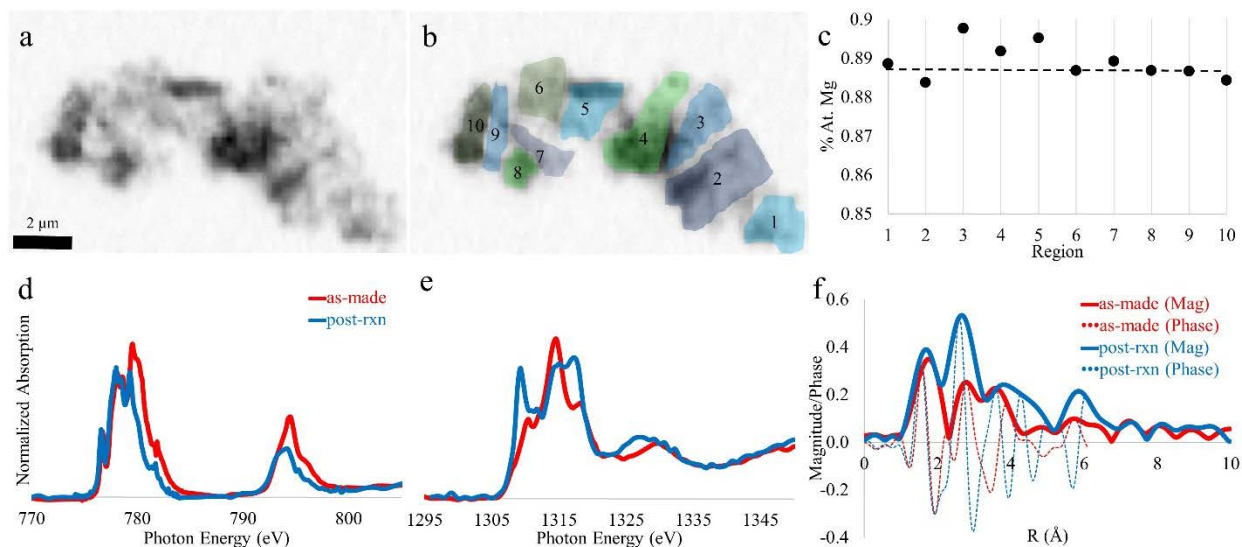 a
2 µm
b
1
2
3
4
5
6
7
8
9
10
c
% At. Mg
0.9
0.89
0.88
0.87
0.86
0.85
1 2 3 4 5 6 7 8 9 10
Region
d
as-made
post-rxn
Normalized Absorption
770 780 790 800
Photon Energy (eV)
e
1295 1305 1315 1325 1335 1345
Photon Energy (eV)
f
as-made (Mag)
as-made (Phase)
post-rxn (Mag)
post-rxn (Phase)
Magnitude/Phase
0.6
0.4
0.2
0.0
-0.2
-0.4
0 2 4 6 8 10
R (Å)